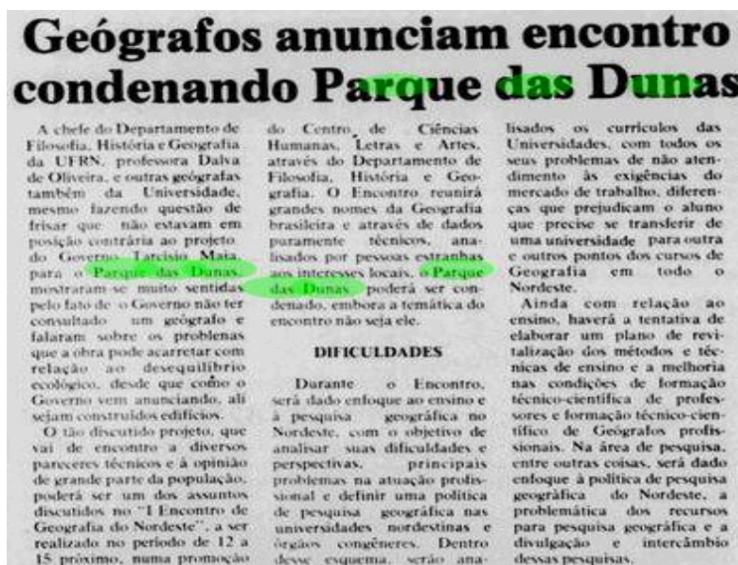 Geógrafos anunciam encontro
condenando Parque das Dunas
A chefe do Departamento de
Filosofia, História e Geografia
da UFRN, professora Dalva
de Oliveira, e outras geógrafas
também da Universidade,
mesmo fazendo questão de
frisar que não estavam em
posição contrária ao projeto
do Governo Tarcísio Maia,
para o Parque das Dunas,
mostraram-se muito sentidas
pelo fato de o Governo não ter
consultado um geógrafo e
falaram sobre os problenas
que a obra pode acarretar com
relação ao desequilíbrio
ecológico, desde que como o
Governo vem anunciando, ali
sejam construídos edifícios.
O tão discutido projeto, que
vai de encontro a diversos
pareceres técnicos e à opinião
de grande parte da população,
poderá ser um dos assuntos
discutidos no "I Encontro de
Geografia do Nordeste", a ser
realizado no período de 12 a
15 próximo, numa promoção
do Centro de Ciências
Humanas, Letras e Artes,
através do Departamento de
Filosofia, História e Geo-
grafia. O Encontro reunirá
grandes nomes da Geografia
brasileira e através de dados
puramente técnicos, ana-
lisados por pessoas estranhas
aos interesses locais, o Parque
das Dunas poderá ser con-
denado, embora a temática do
encontro não seja ele.
DIFICULDADES
Durante o Encontro,
será dado enfoque ao ensino e
à pesquisa geográfica no
Nordeste, com o objetivo de
analisar suas dificuldades e
perspectivas, principais
problemas na atuação profis-
sional e definir uma política
de pesquisa geográfica nas
universidades nordestinas e
órgãos congêneres. Dentro
desse esquema, serão ana-
lisados os currículos das
Universidades, com todos os
seus problemas de não aten-
dimento às exigências do
mercado de trabalho, diferen-
ças que prejudicam o aluno
que precise se transferir de
uma universidade para outra
e outros pontos dos cursos de
Geografia em todo o
Nordeste.
Ainda com relação ao
ensino, haverá a tentativa de
elaborar um plano de revi-
talização dos métodos e téc-
nicas de ensino e a melhoria
nas condições de formação
técnico-científica de profes-
sores e formação técnico-cien-
tífico de Geógrafos profis-
sionais. Na área de pesquisa,
entre outras coisas, será dado
enfoque à política de pesquisa
geográfica do Nordeste, a
problemática dos recursos
para pesquisa geográfica e a
divulgação e intercâmbio
dessas pesquisas.